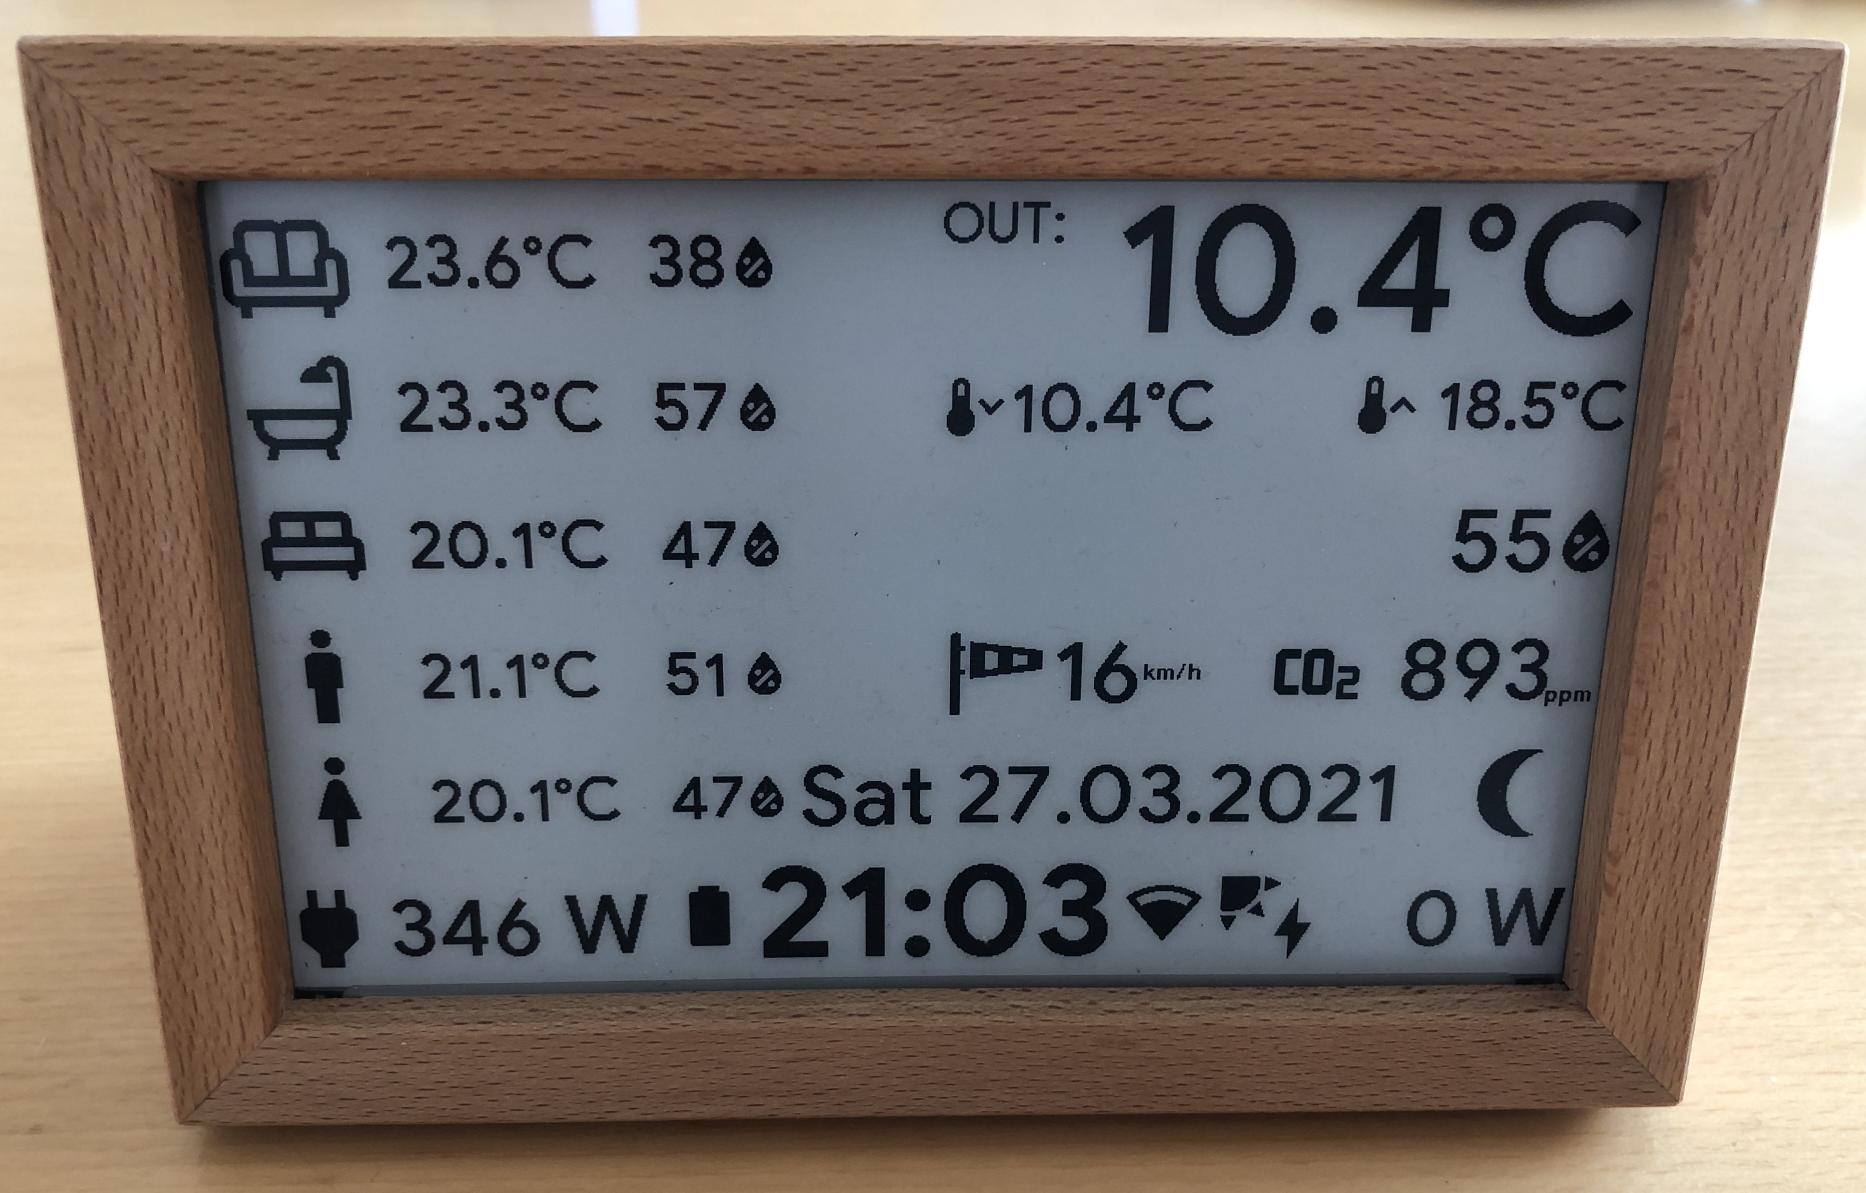 23.6°C 38%
OUT: 10.4°C
23.3°C 57%
10.4°C 18.5°C
20.1°C 47%
55%
21.1°C 51%
16 km/h CO2 893 ppm
20.1°C 47%
Sat 27.03.2021
346 W 21:03 0 W